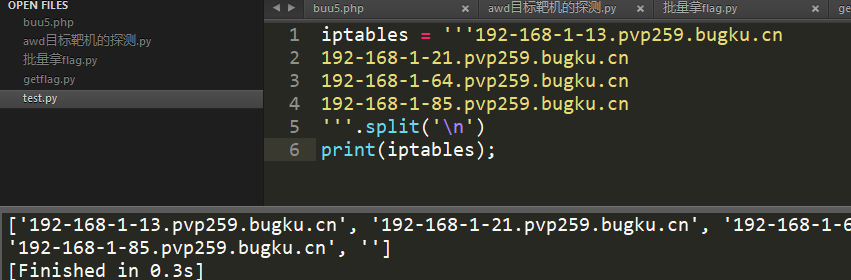 OPEN FILES
buu5.php
awd目标靶机的探测.py
批量拿flag.py
getflag.py
test.py
buu5.php × awd目标靶机的探测.py × 批量拿flag.py × ge
1 iptables = '''192-168-1-13.pvp259.bugku.cn
2 192-168-1-21.pvp259.bugku.cn
3 192-168-1-64.pvp259.bugku.cn
4 192-168-1-85.pvp259.bugku.cn
5 '''.split('\n')
6 print(iptables);
['192-168-1-13.pvp259.bugku.cn', '192-168-1-21.pvp259.bugku.cn', '192-168-1-6
'192-168-1-85.pvp259.bugku.cn', '']
[Finished in 0.3s]